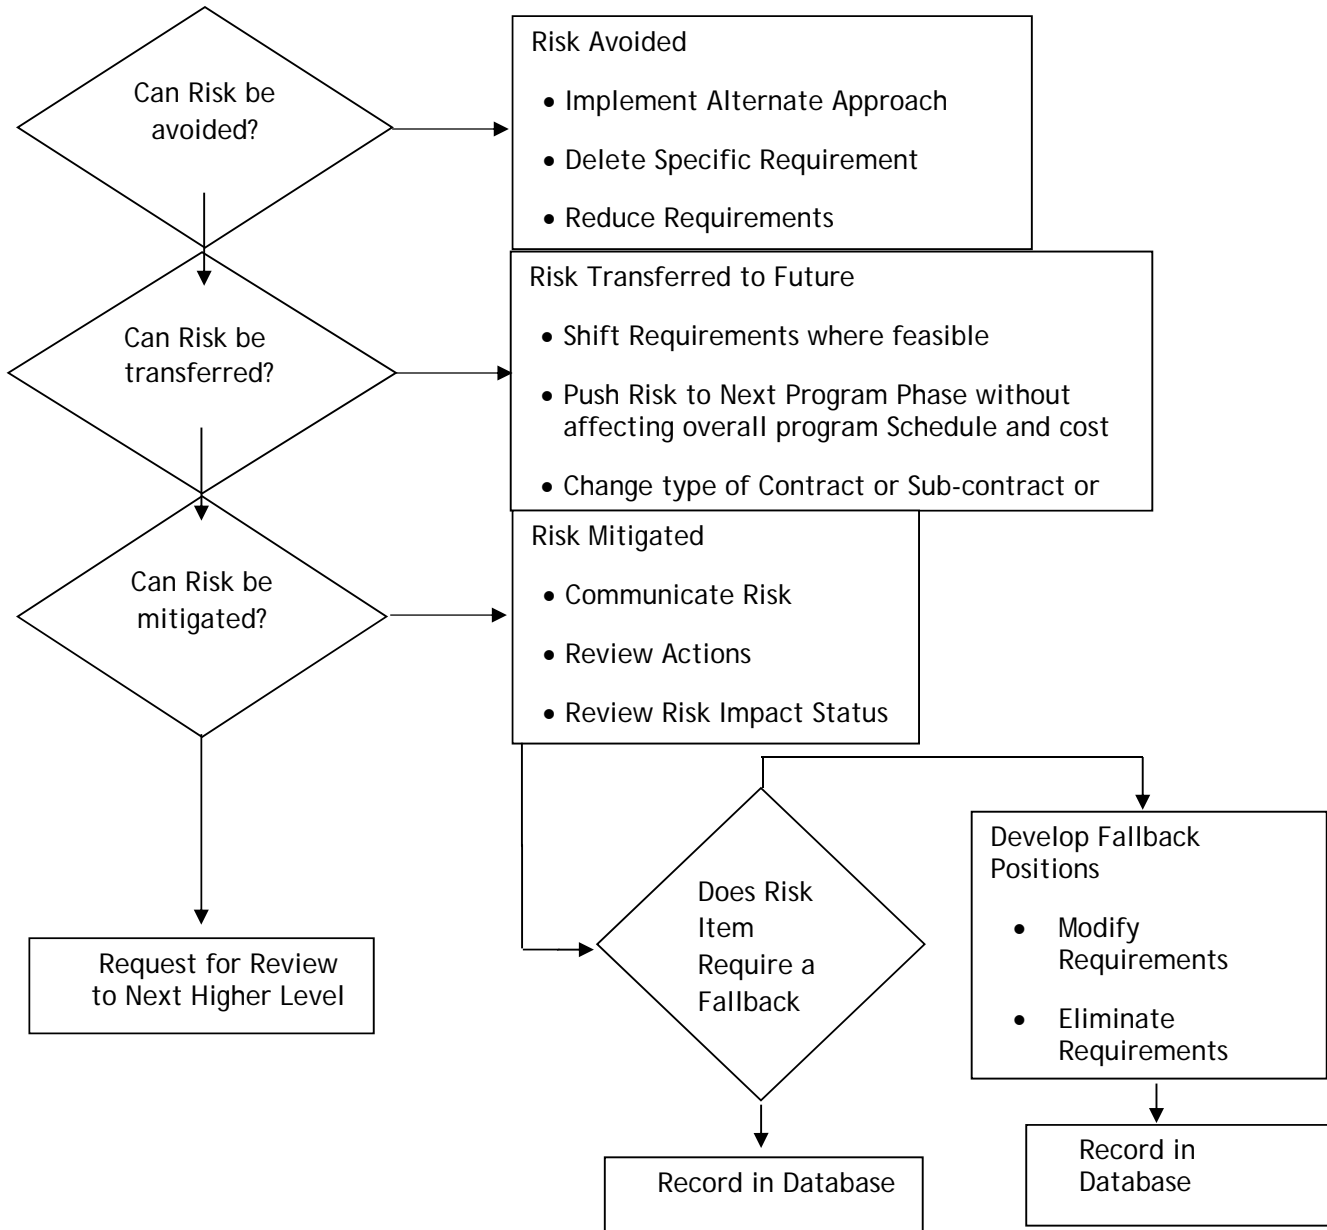 Can Risk be
avoided?
Risk Avoided
• Implement Alternate Approach
• Delete Specific Requirement
• Reduce Requirements
Can Risk be
transferred?
Risk Transferred to Future
• Shift Requirements where feasible
• Push Risk to Next Program Phase without
affecting overall program Schedule and cost
• Change type of Contract or Sub-contract or
Can Risk be
mitigated?
Risk Mitigated
• Communicate Risk
• Review Actions
• Review Risk Impact Status
Request for Review
to Next Higher Level
Does Risk
Item
Require a
Fallback
Develop Fallback
Positions
• Modify
Requirements
• Eliminate
Requirements
Record in Database
Record in
Database